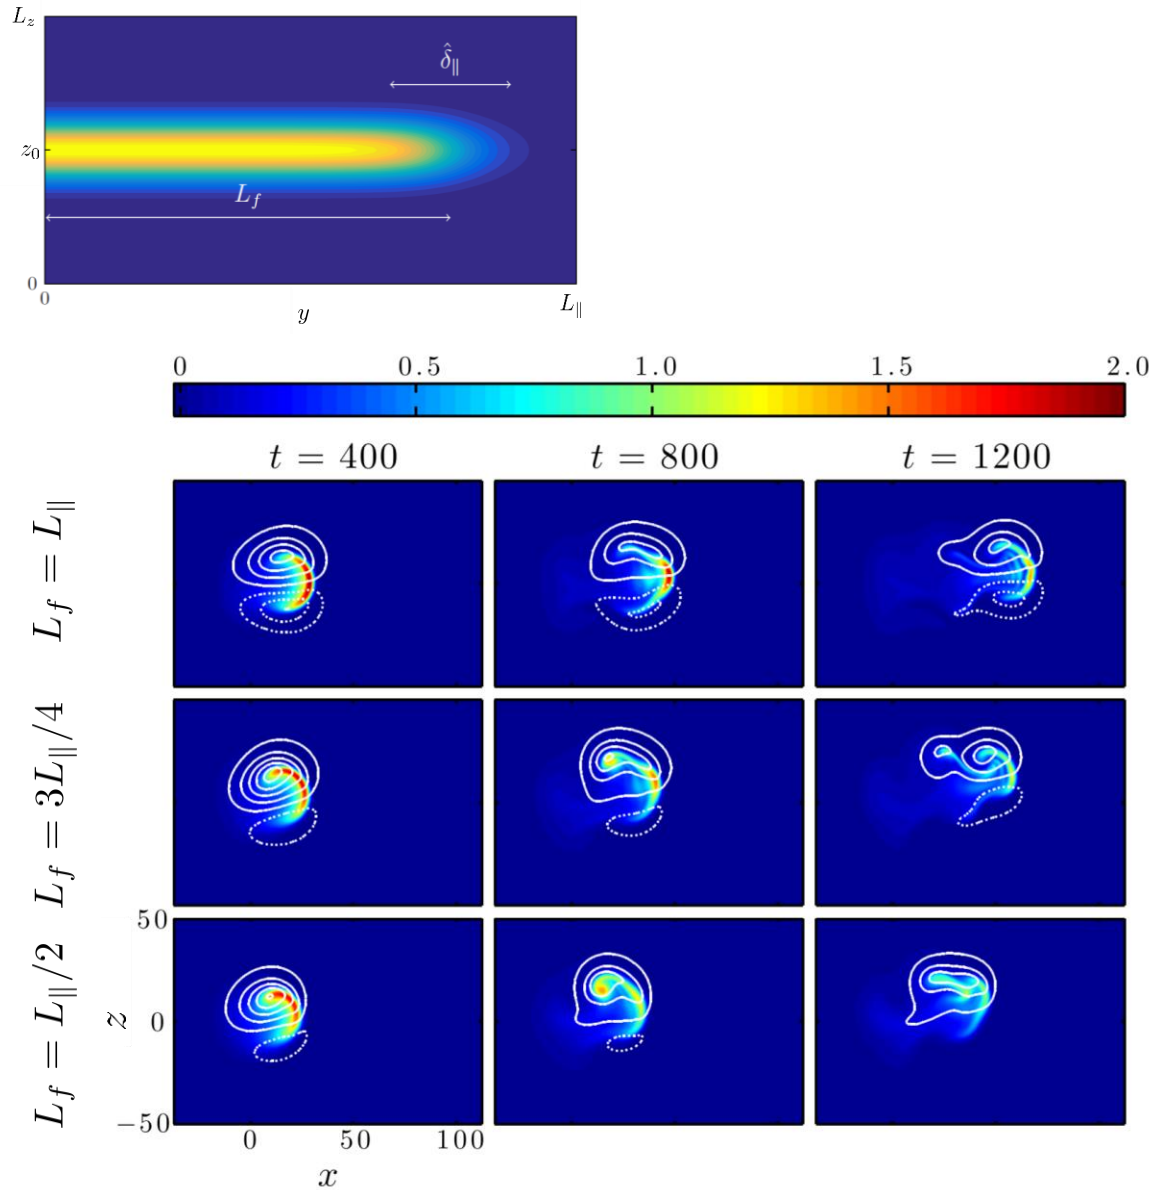 L_z
δ̂_∥
z_0
L_f
0
0
L_∥
y
0 0.5 1.0 1.5 2.0
t = 400 t = 800 t = 1200
L_f = L_∥
L_f = 3L_∥/4
L_f = L_∥/2
50
z 0
−50
0 50 100
x